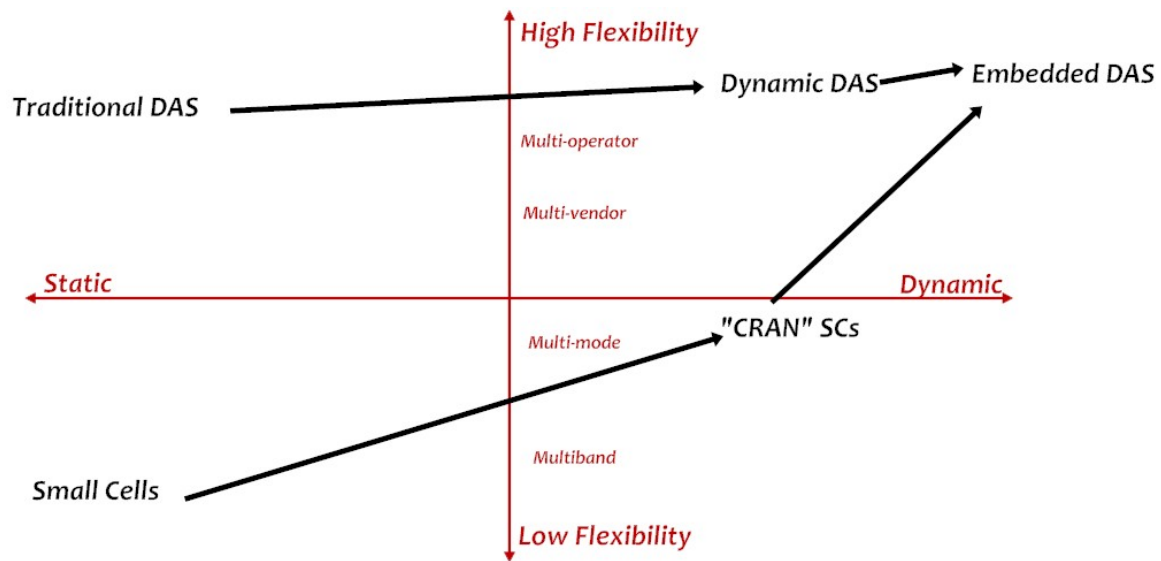 High Flexibility
Traditional DAS
Dynamic DAS
Embedded DAS
Multi-operator
Multi-vendor
Static
Dynamic
"CRAN" SCs
Multi-mode
Multiband
Small Cells
Low Flexibility